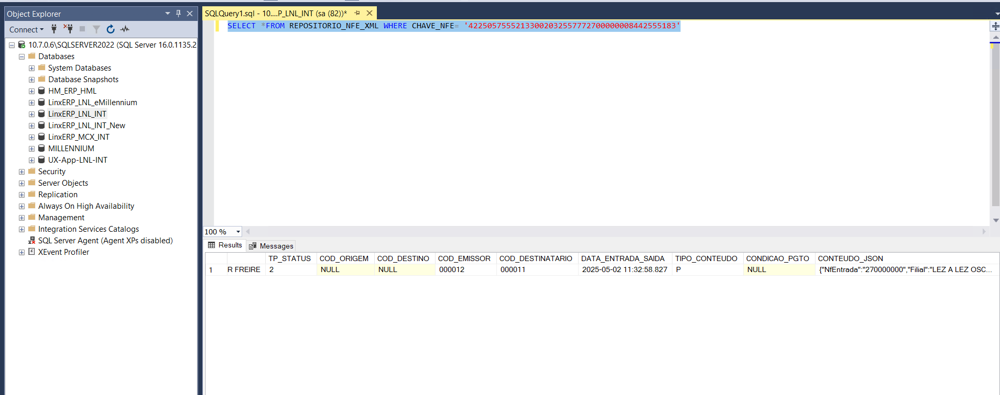 Object Explorer
Connect
10.7.0.6\SQLSERVER2022 (SQL Server 16.0.1135.2
Databases
System Databases
Database Snapshots
HM_ERP_HML
LinxERP_LNL_eMillennium
LinxERP_LNL_INT
LinxERP_LNL_INT_New
LinxERP_MCX_INT
MILLENNIUM
UX-App-LNL-INT
Security
Server Objects
Replication
Always On High Availability
Management
Integration Services Catalogs
SQL Server Agent (Agent XPs disabled)
XEvent Profiler
SQLQuery1.sql - 10....P_LNL_INT (sa (82))*
SELECT *FROM REPOSITORIO_NFE_XML WHERE CHAVE_NFE= '42250575552133002032557772700000008442555183'
100 %
Results Messages
TP_STATUS COD_ORIGEM COD_DESTINO COD_EMISSOR COD_DESTINATARIO DATA_ENTRADA_SAIDA TIPO_CONTEUDO CONDICAO_PGTO CONTEUDO_JSON
1 R FREIRE 2 NULL NULL 000012 000011 2025-05-02 11:32:58.827 P NULL {"NfEntrada":"270000000","Filial":"LEZ A LEZ OSC...